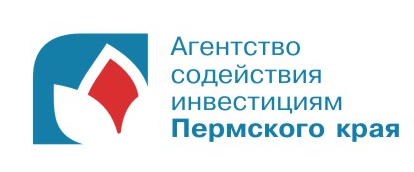 Агентство
содействия
инвестициям
Пермского края